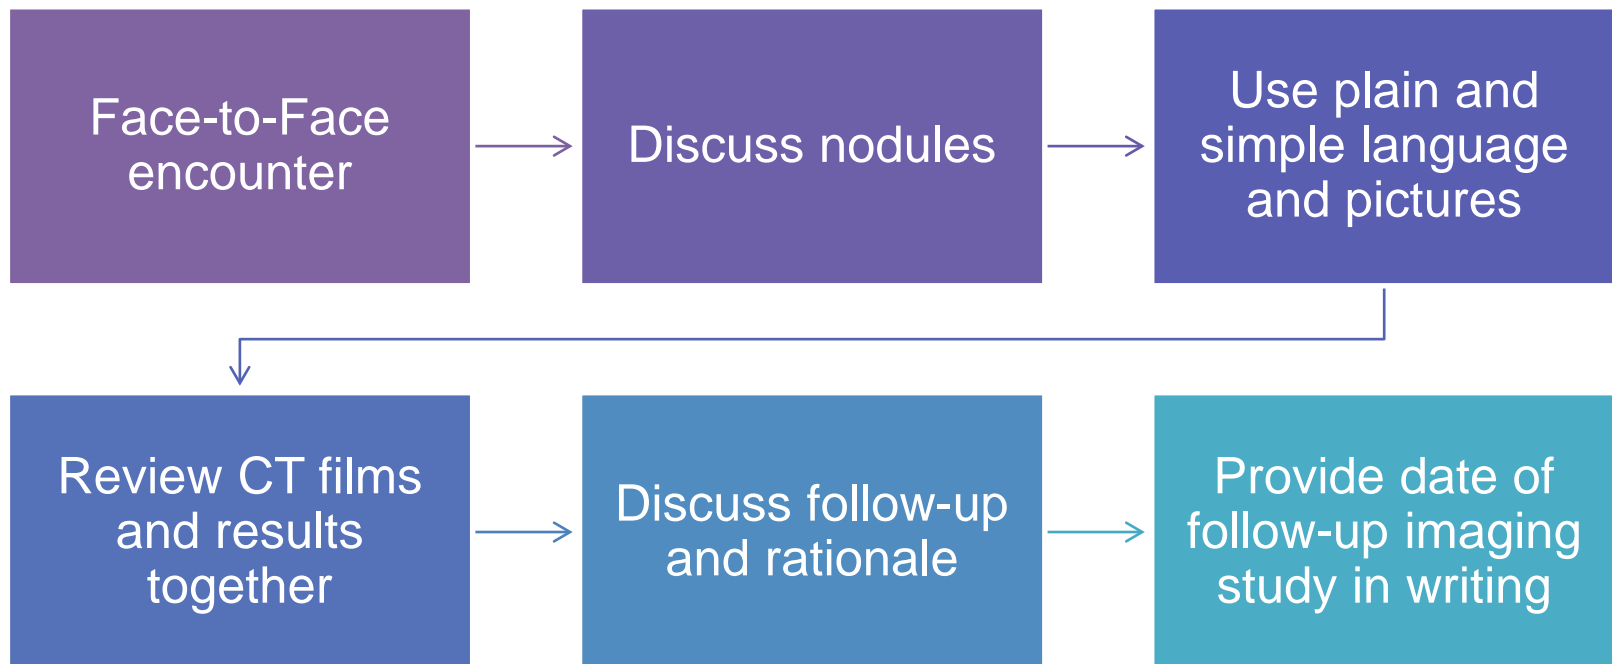 Face-to-Face
encounter
Discuss nodules
Use plain and
simple language
and pictures
Review CT films
and results
together
Discuss follow-up
and rationale
Provide date of
follow-up imaging
study in writing